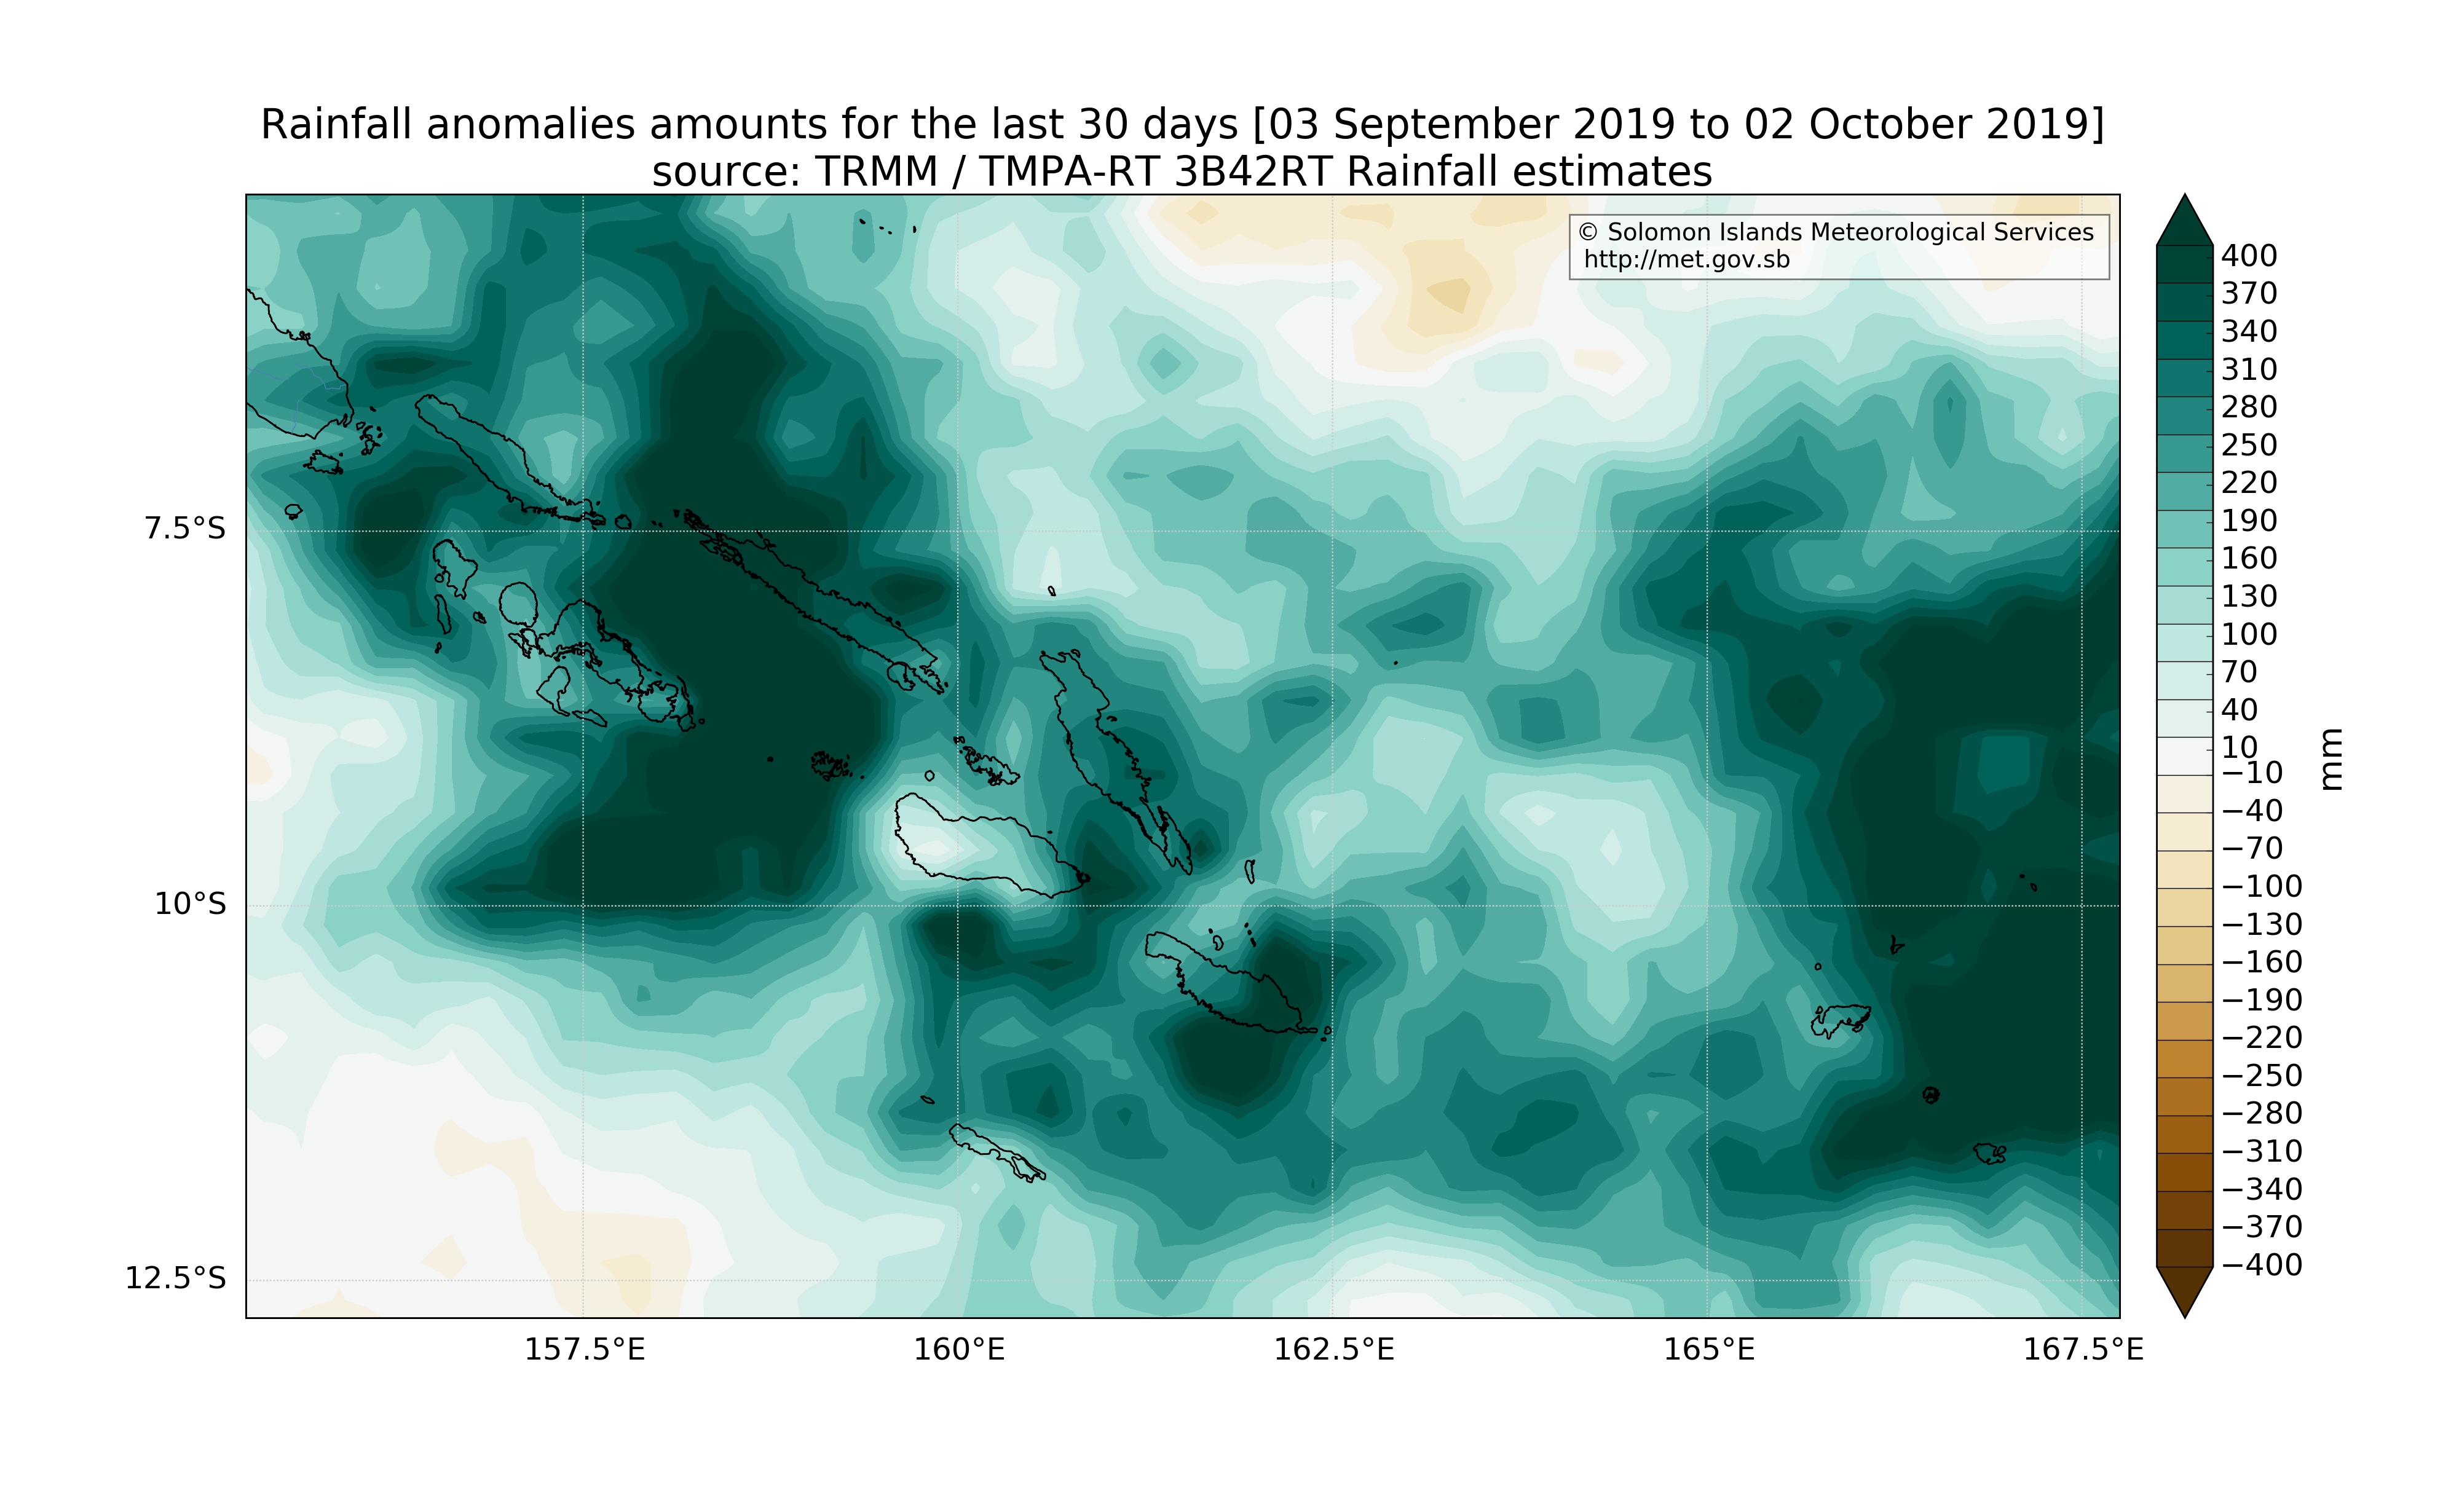 Rainfall anomalies amounts for the last 30 days [03 September 2019 to 02 October 2019]
source: TRMM / TMPA-RT 3B42RT Rainfall estimates
© Solomon Islands Meteorological Services
http://met.gov.sb
7.5°S
10°S
12.5°S
157.5°E
160°E
162.5°E
165°E
167.5°E
400
370
340
310
280
250
220
190
160
130
100
70
40
10
−10
−40
−70
−100
−130
−160
−190
−220
−250
−280
−310
−340
−370
−400
mm